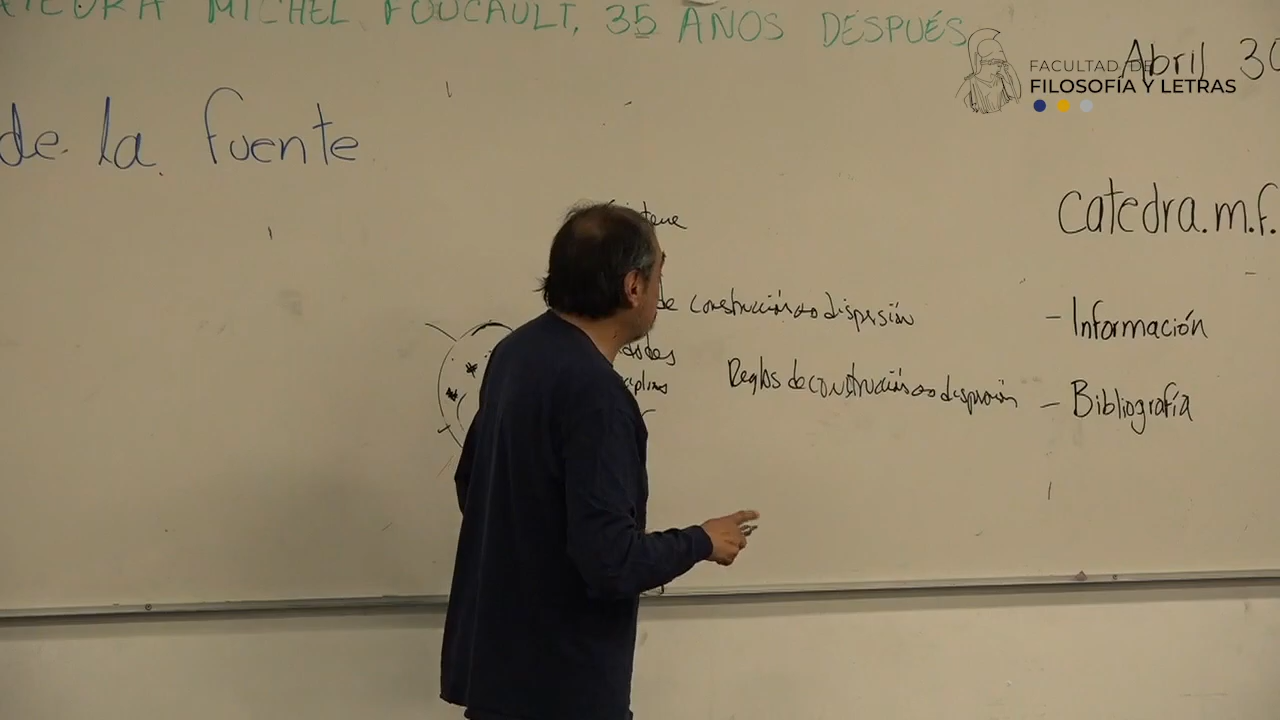 MICHEL FOUCAULT, 35 AÑOS DESPUÉS
Abril 30
FACULTAD DE
FILOSOFÍA Y LETRAS
de la fuente
catedra.m.f.
de construcción dispersión
Información
Reglas de construcción dispersión
Bibliografía